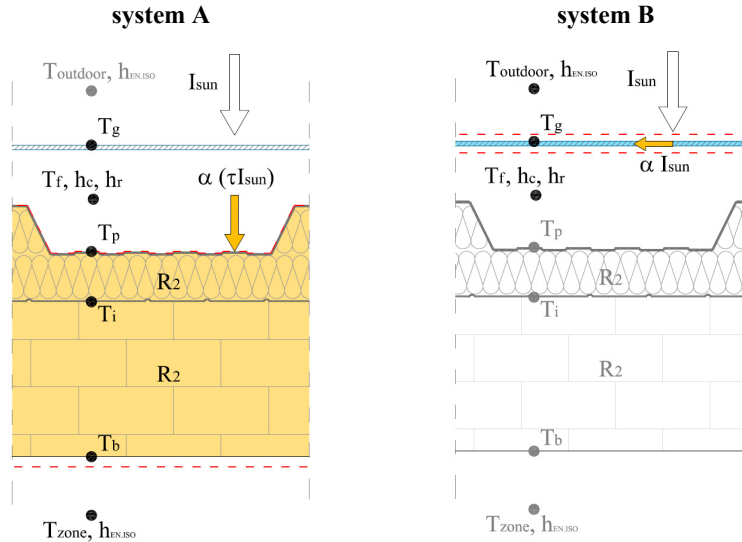 system A
Toutdoor, hEN.ISO
Isun
Tg
Tf, hc, hr
α (τIsun)
Tp
R2
Ti
R2
Tb
Tzone, hEN.ISO
system B
Toutdoor, hEN.ISO
Isun
Tg
α Isun
Tf, hc, hr
Tp
R2
Ti
R2
Tb
Tzone, hEN.ISO